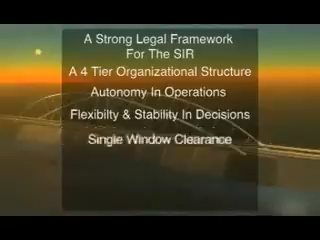 A Strong Legal Framework
For The SIR
A 4 Tier Organizational Structure
Autonomy In Operations
Flexibilty & Stability In Decisions
Single Window Clearance